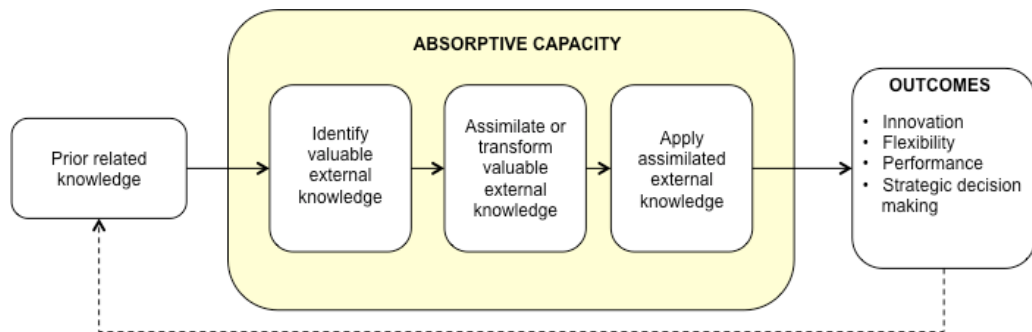 ABSORPTIVE CAPACITY
Prior related
knowledge
Identify
valuable
external
knowledge
Assimilate or
transform
valuable
external
knowledge
Apply
assimilated
external
knowledge
OUTCOMES
• Innovation
• Flexibility
• Performance
• Strategic decision
making